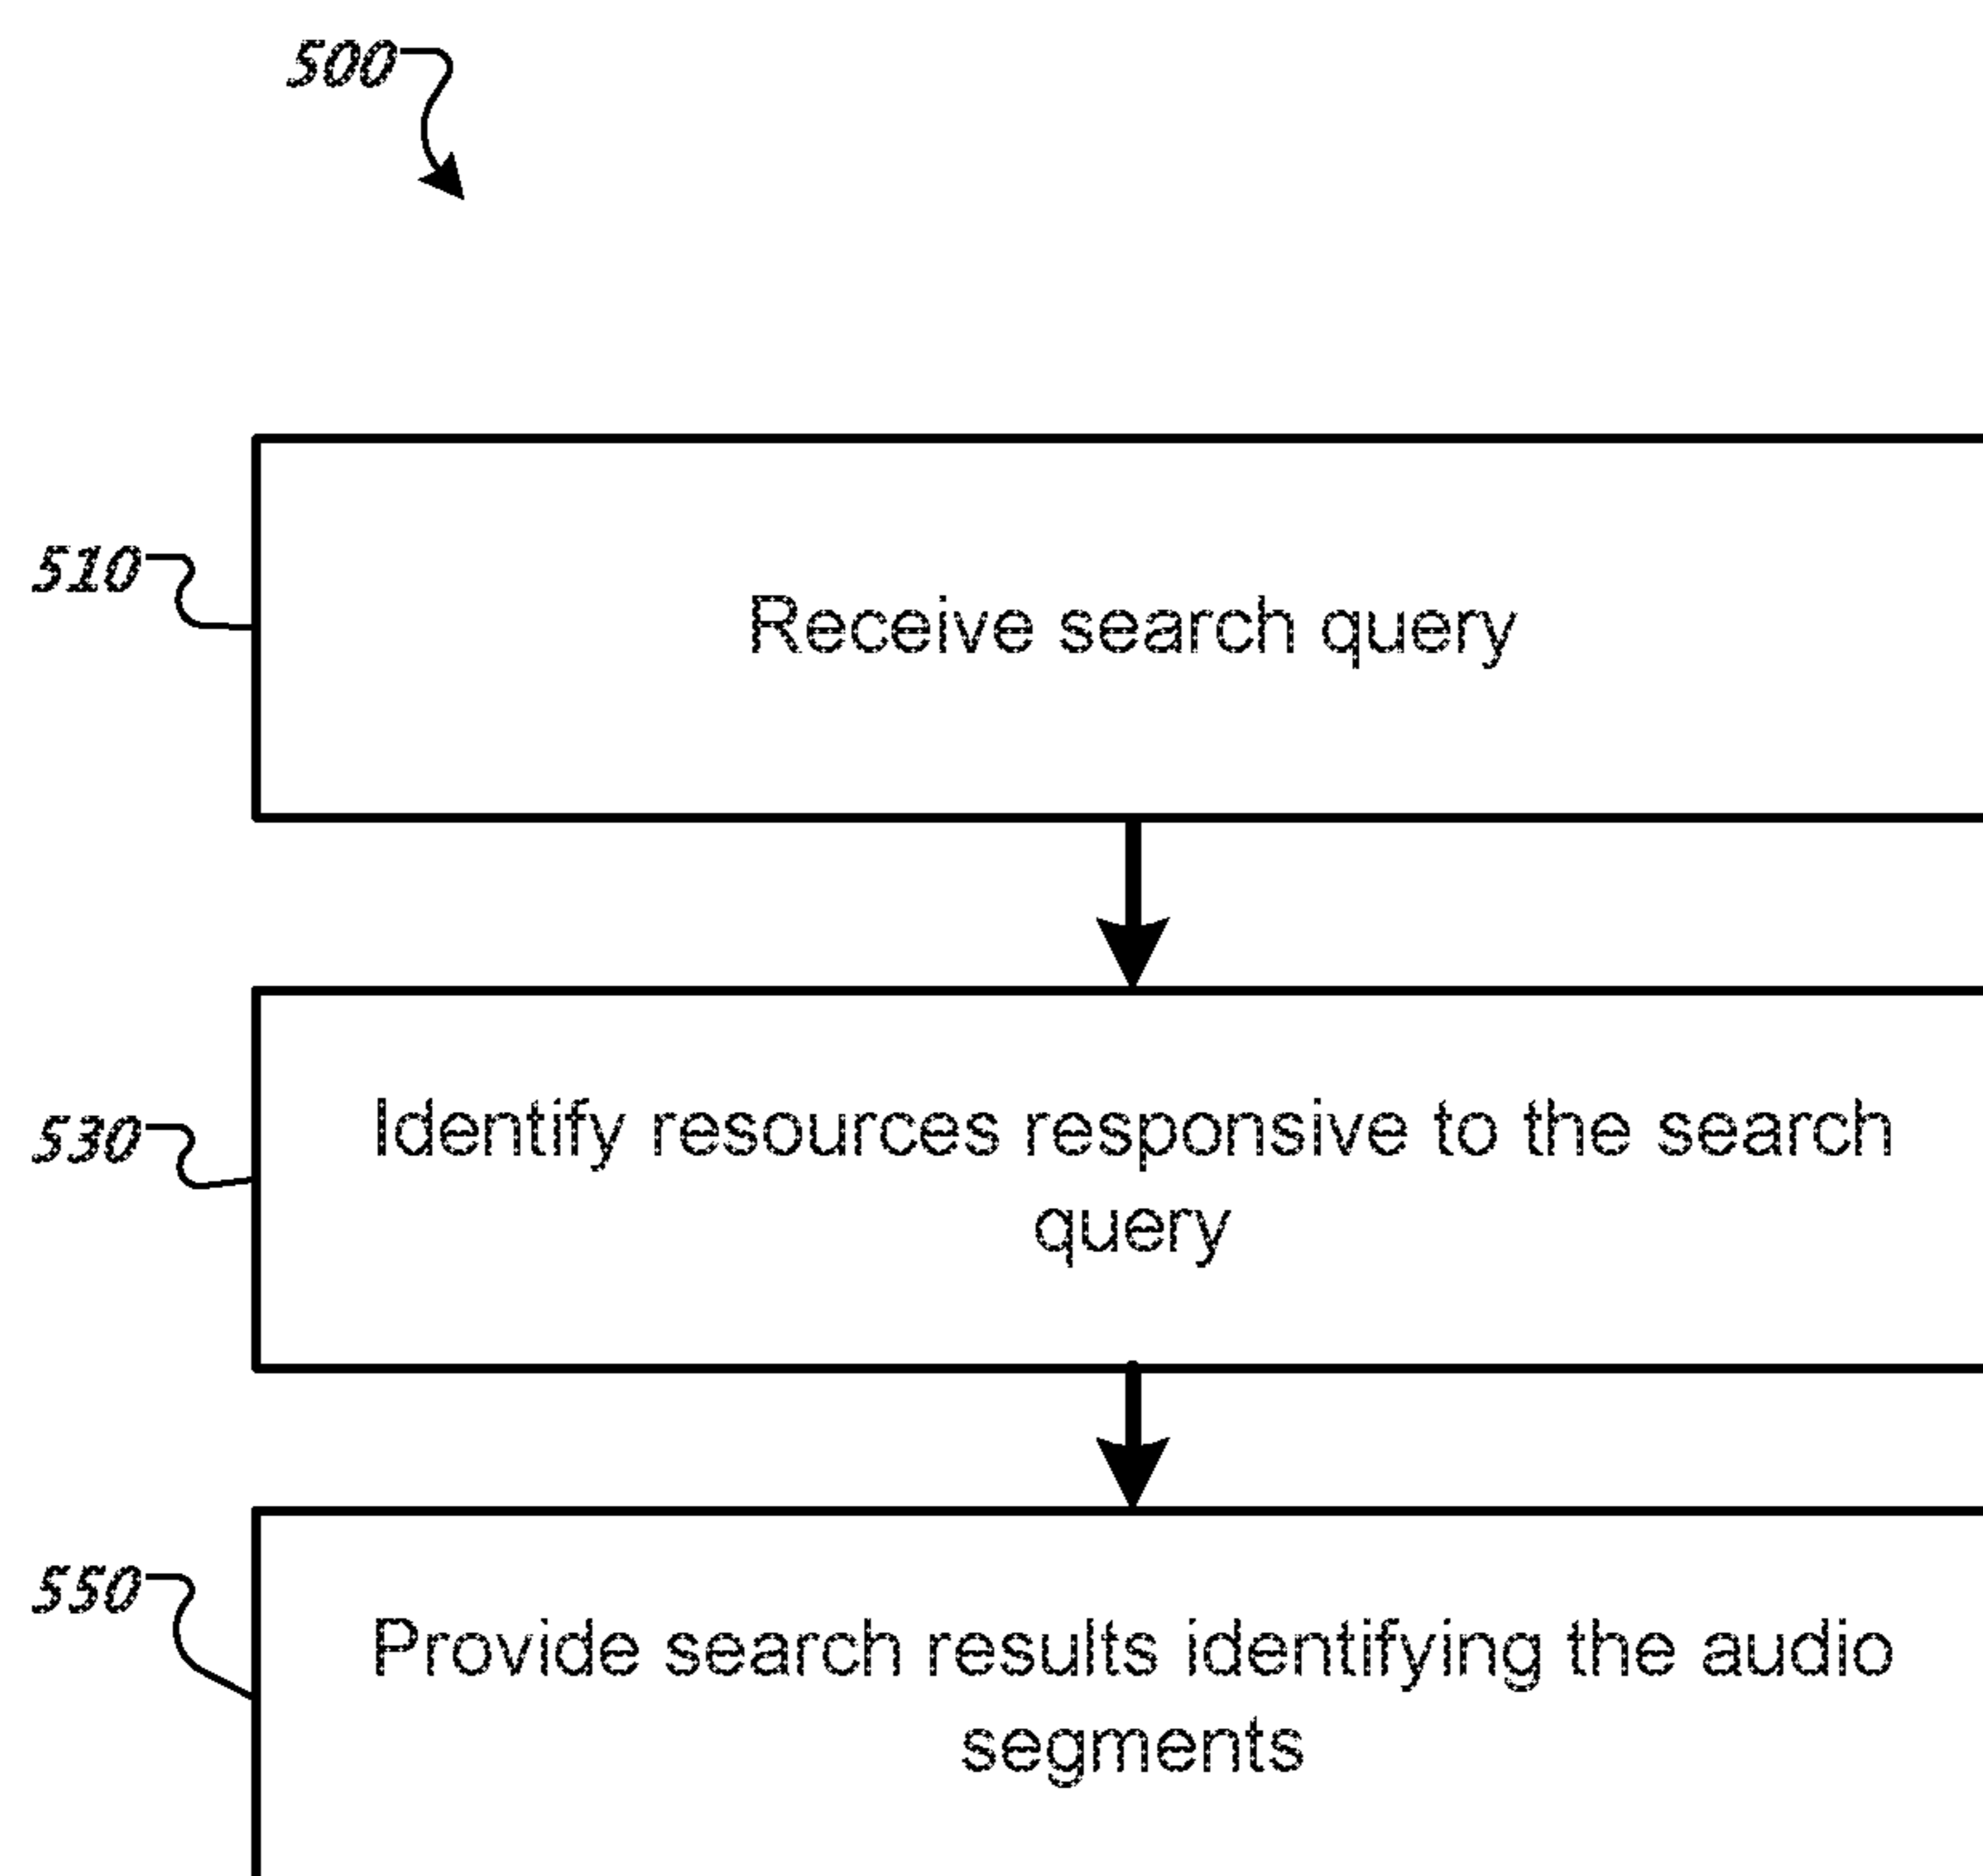 500
510
Receive search query
530
Identify resources responsive to the search
query
550
Provide search results identifying the audio
segments